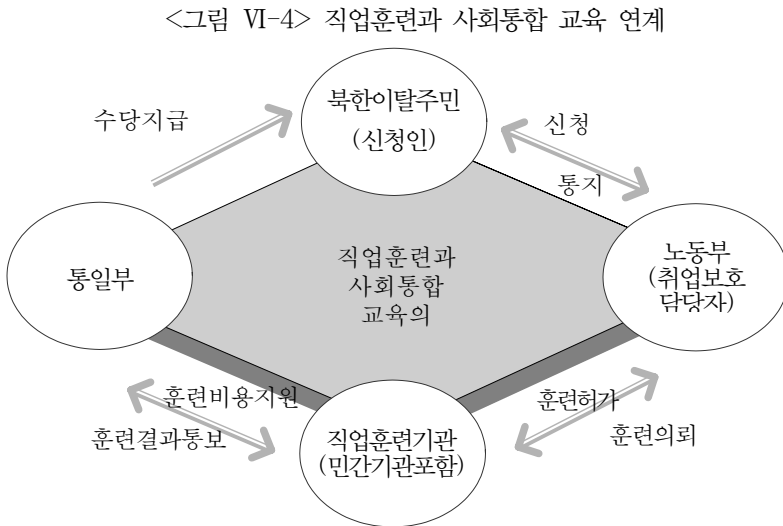 <그림 Ⅵ-4> 직업훈련과 사회통합 교육 연계
북한이탈주민
(신청인)
수당지급
신청
통지
통일부
직업훈련과
사회통합
교육의
노동부
(취업보호
담당자)
훈련비용지원
훈련결과통보
직업훈련기관
(민간기관포함)
훈련허가
훈련의뢰